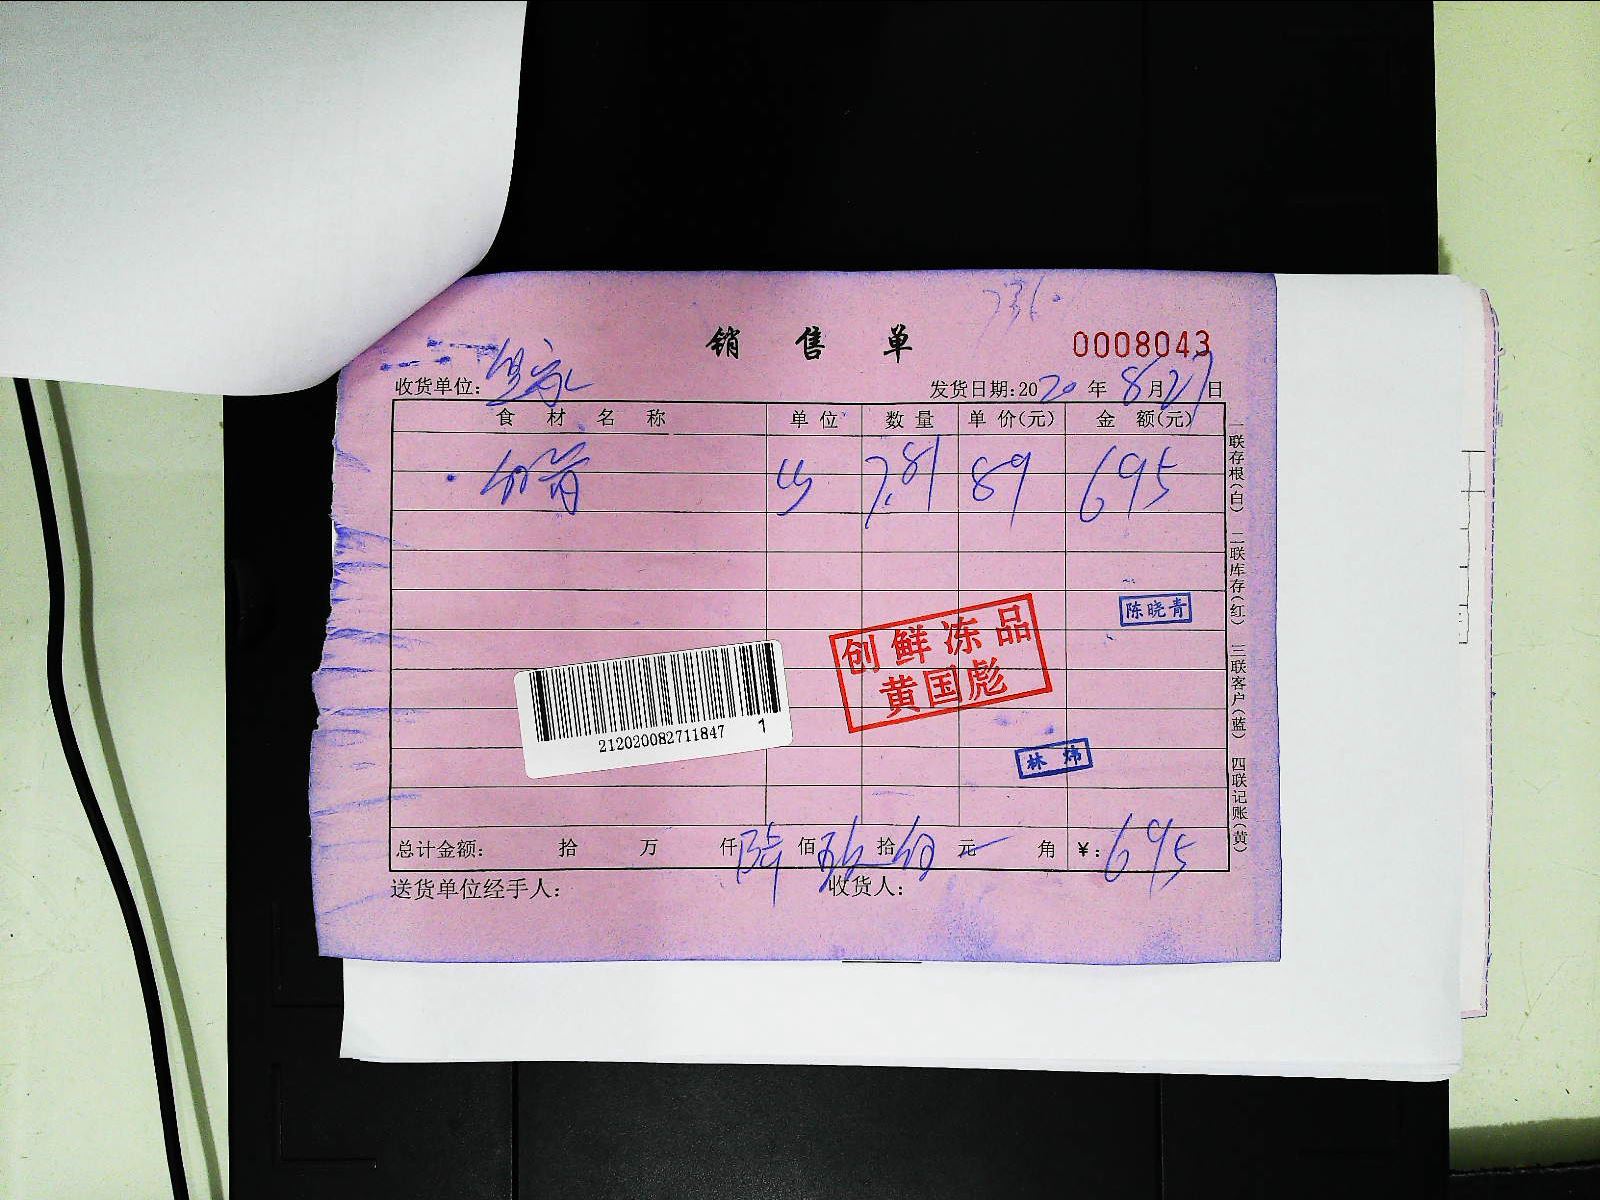 销 售 单
0008043
收货单位:
发货日期:2020 年 8月27日
食 材 名 称 单 位 数 量 单 价(元) 金 额(元)
7.81 89 695
陈晓青
创鲜冻品
黄国彪
林 炜
212020082711847 1
总计金额: 拾 万 仟 陆 佰 玖 拾 伍 元 角 ¥:695
送货单位经手人: 收货人:
一联存根(白) 二联库存(红) 三联客户(蓝) 四联记账(黄)